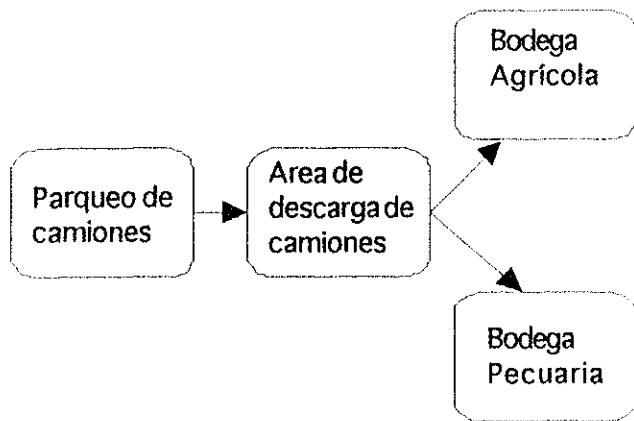 Bodega
Agrícola
Parqueo de
camiones
Area de
descarga de
camiones
Bodega
Pecuaria